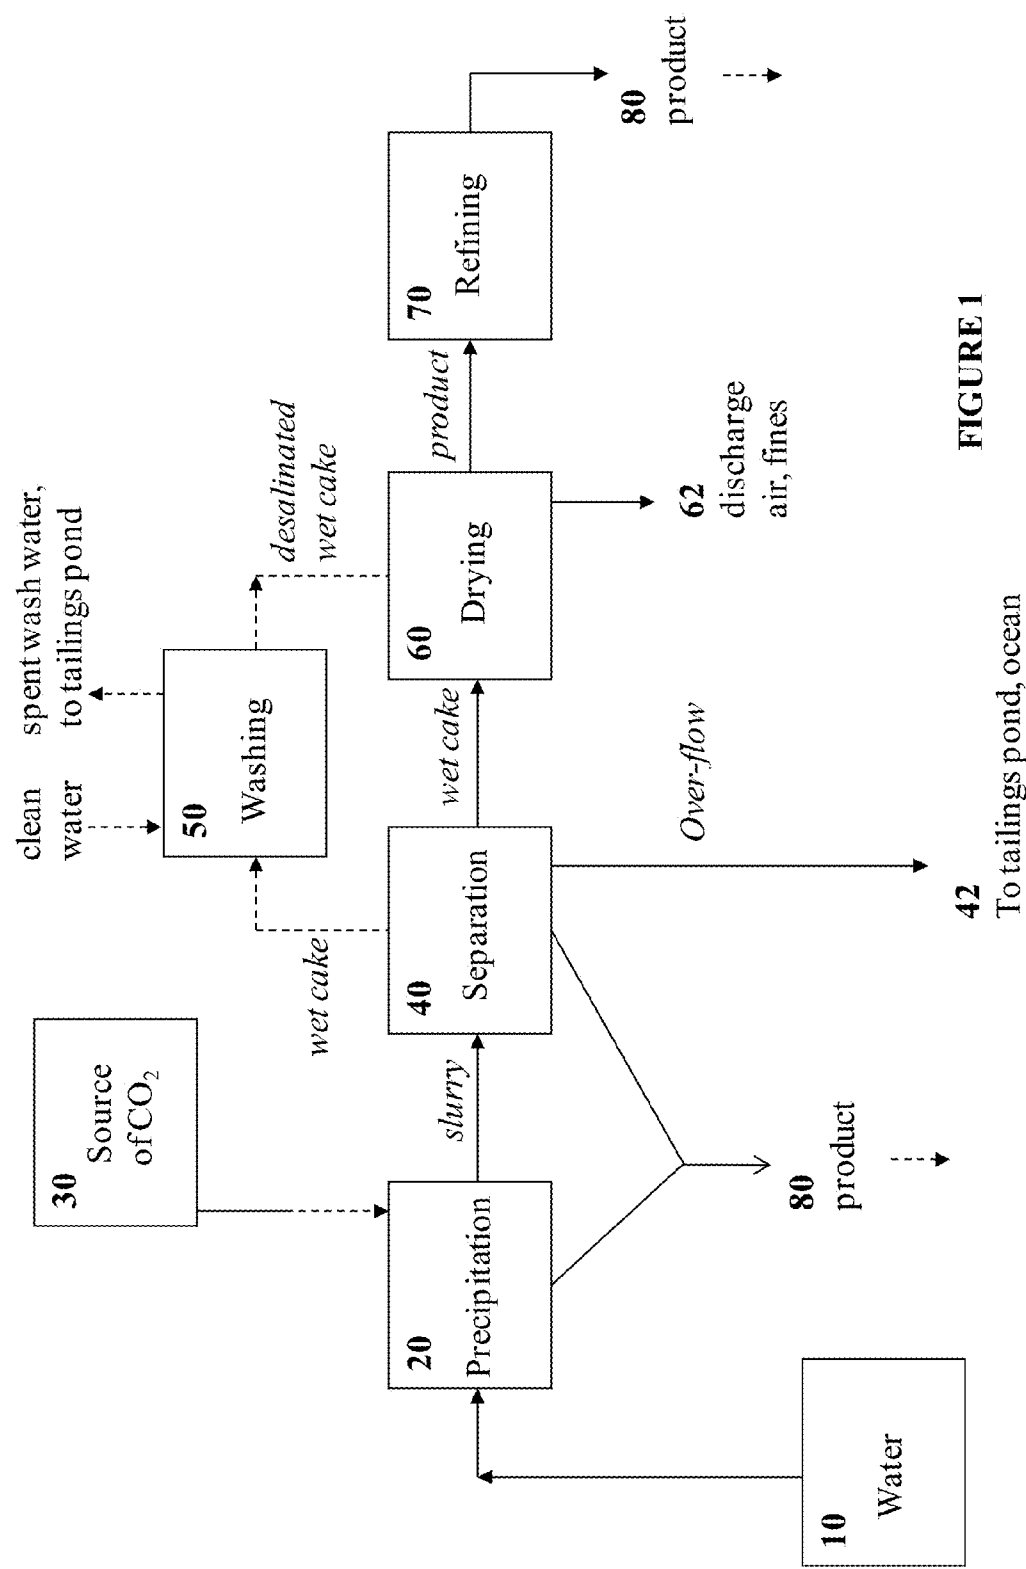 clean
water
spent wash water,
to tailings pond
30
Source
of CO2
50
Washing
wet cake
desalinated
wet cake
20
Precipitation
slurry
40
Separation
wet cake
60
Drying
product
70
Refining
80
product
Over-flow
62
discharge
air, fines
10
Water
80
product
42
To tailings pond, ocean
FIGURE 1